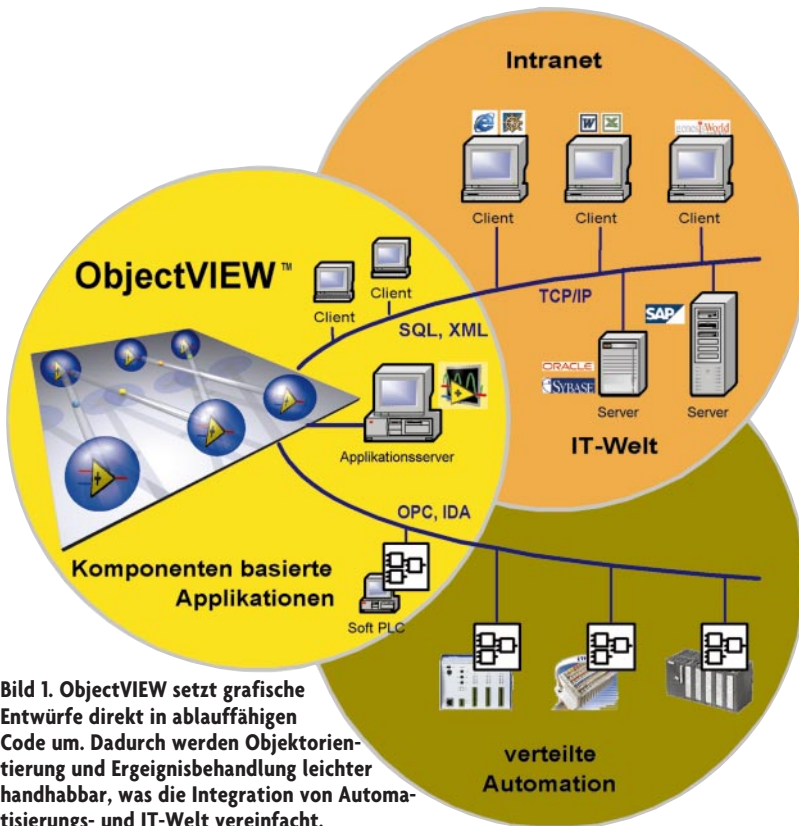 Intranet
genesisWorld
Client
Client
Client
ObjectVIEW™
Client
Client
TCP/IP
SQL, XML
SAP
ORACLE
SYBASE
Server
Server
Applikationsserver
IT-Welt
OPC, IDA
Komponenten basierte
Applikationen
Soft PLC
verteilte
Automation
Bild 1. ObjectVIEW setzt grafische
Entwürfe direkt in ablauffähigen
Code um. Dadurch werden Objektorien-
tierung und Ergeignisbehandlung leichter
handhabbar, was die Integration von Automa-
tisierungs- und IT-Welt vereinfacht.